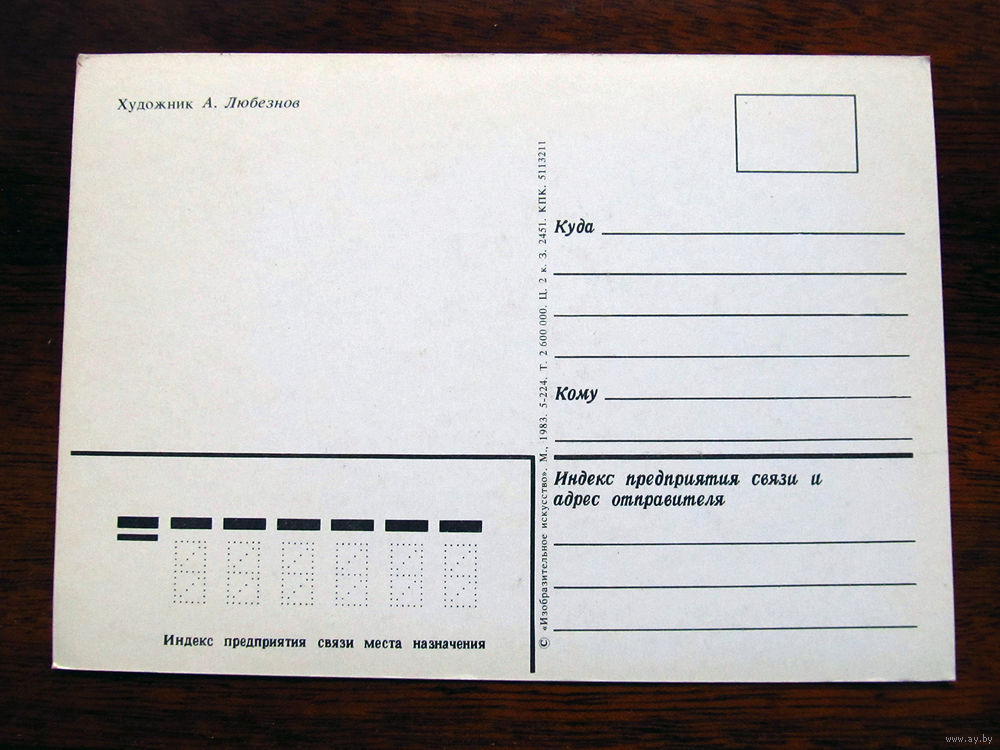 Художник А. Любезнов
Куда
Кому
Индекс предприятия связи и
адрес отправителя
Индекс предприятия связи места назначения
© «Изобразительное искусство». М., 1983. 5-224. Т. 2 600 000. Ц. 2 к. З. 2451. КПК. 5113211
www.ay.by